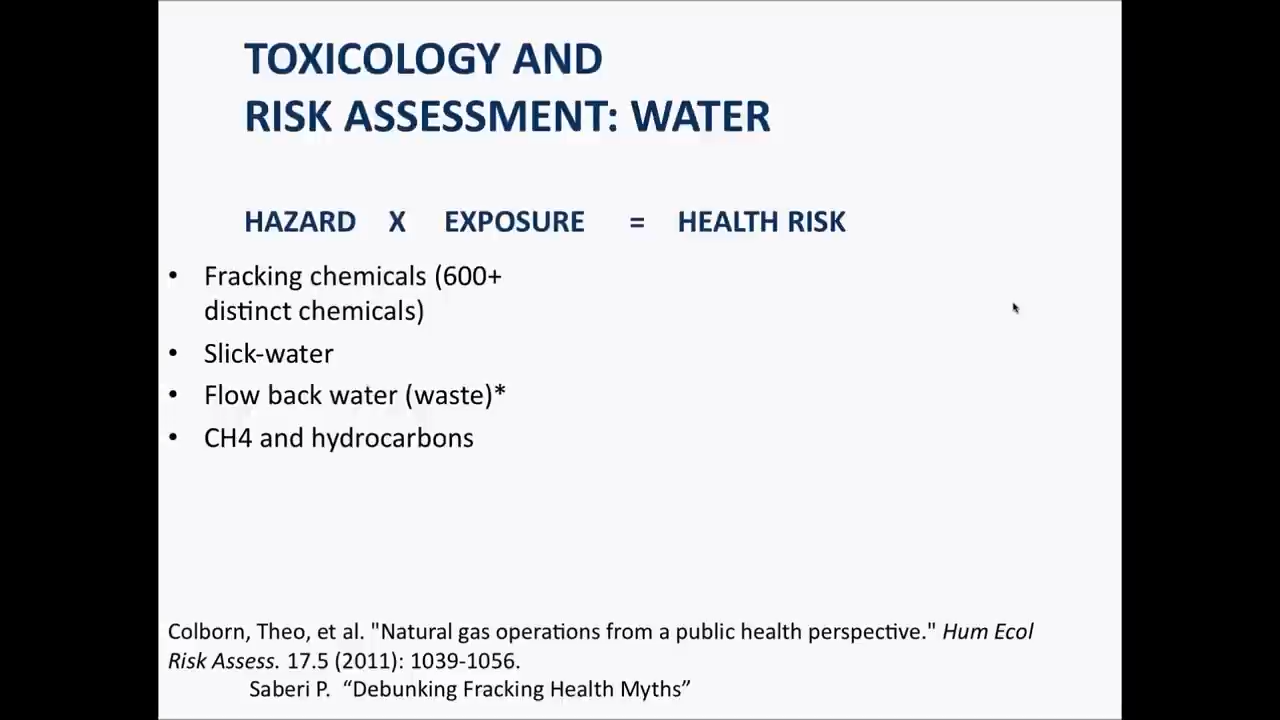 TOXICOLOGY AND
RISK ASSESSMENT: WATER
HAZARD X EXPOSURE = HEALTH RISK
• Fracking chemicals (600+
distinct chemicals)
• Slick-water
• Flow back water (waste)*
• CH4 and hydrocarbons
Colborn, Theo, et al. "Natural gas operations from a public health perspective." Hum Ecol
Risk Assess. 17.5 (2011): 1039-1056.
Saberi P. “Debunking Fracking Health Myths”